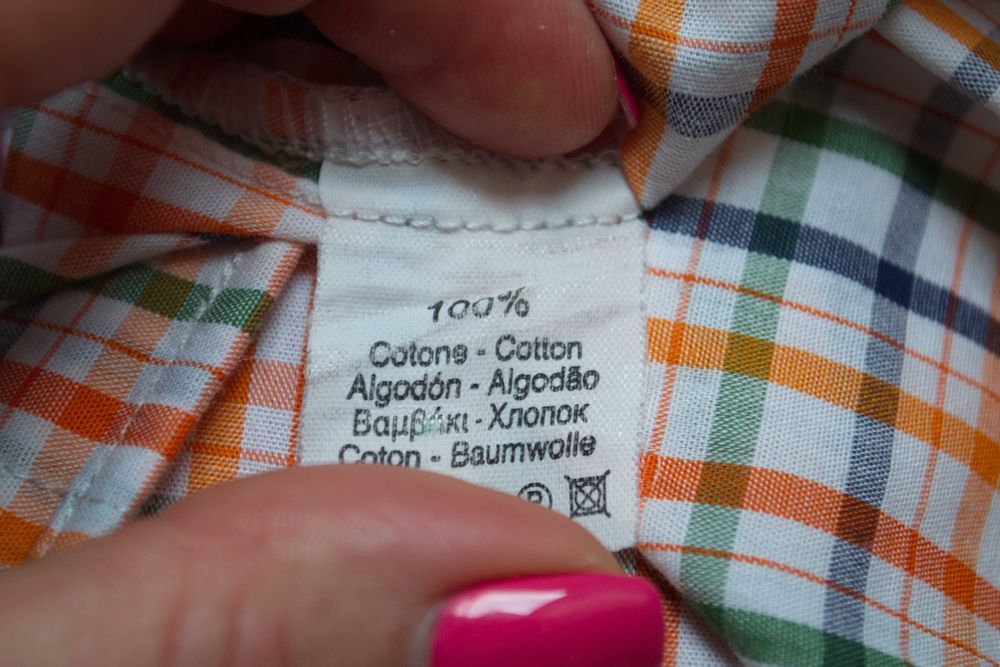 100%
Cotone - Cotton
Algodón - Algodão
Βαμβάκι - Хлопок
Coton - Baumwolle
P